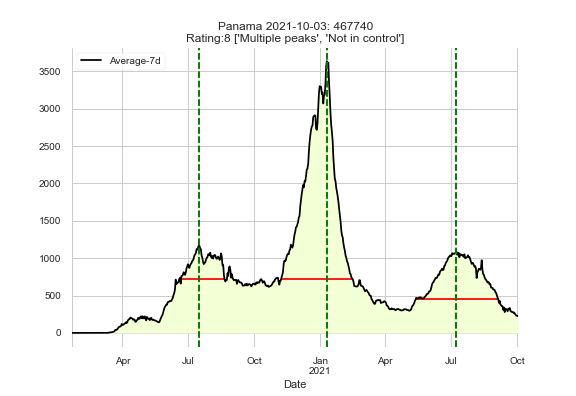 Panama 2021-10-03: 467740
Rating:8 ['Multiple peaks', 'Not in control']
Average-7d
3500
3000
2500
2000
1500
1000
500
0
Apr Jul Oct Jan Apr Jul Oct
2021
Date